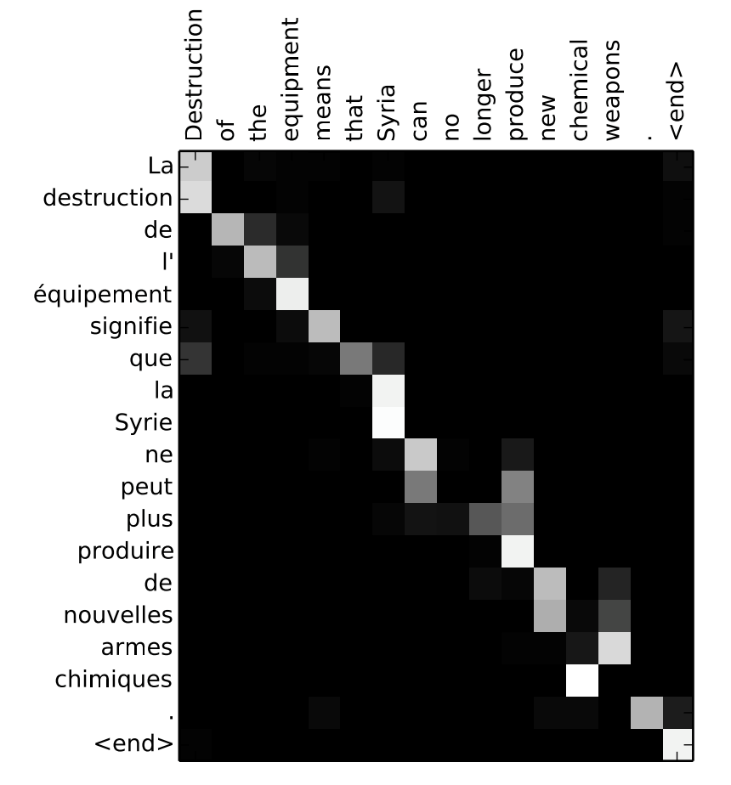 Destruction
of
the
equipment
means
that
Syria
can
no
longer
produce
new
chemical
weapons
.
<end>
La
destruction
de
l'
équipement
signifie
que
la
Syrie
ne
peut
plus
produire
de
nouvelles
armes
chimiques
.
<end>